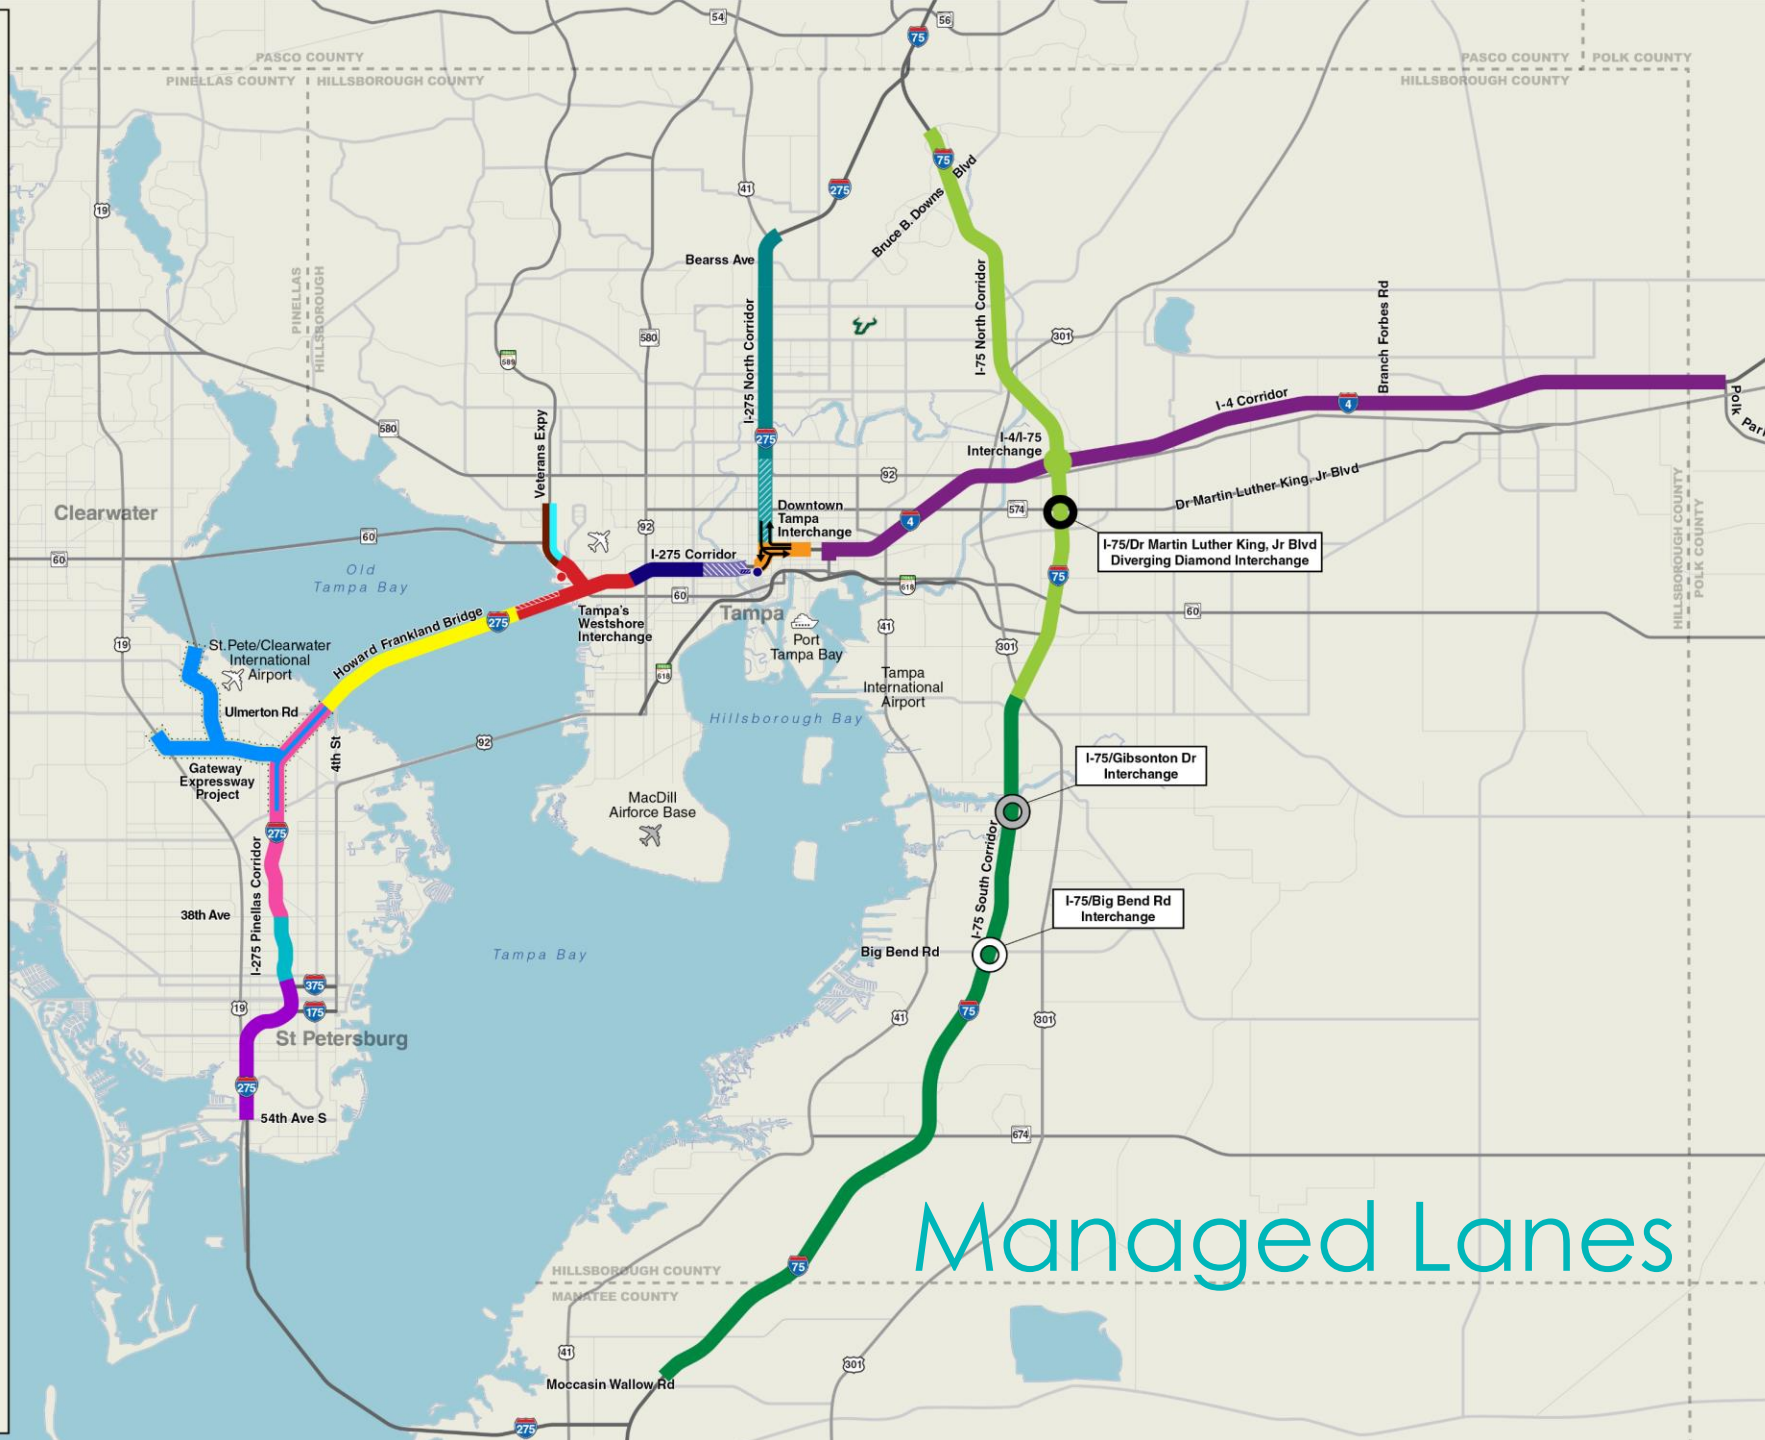 54
56
75
PASCO COUNTY
PASCO COUNTY
POLK COUNTY
PINELLAS COUNTY
HILLSBOROUGH COUNTY
HILLSBOROUGH COUNTY
75
Bruce B. Downs Blvd
41
275
19
Bearss Ave
PINELLAS
HILLSBOROUGH
I-275 North Corridor
I-75 North Corridor
Branch Forbes Rd
580
301
589
I-4 Corridor
4
Polk Par
580
Veterans Expy
275
I-4/I-75
Interchange
92
Dr Martin Luther King, Jr Blvd
HILLSBOROUGH COUNTY
POLK COUNTY
Clearwater
Downtown
Tampa
Interchange
574
4
92
60
60
I-275 Corridor
I-75/Dr Martin Luther King, Jr Blvd
Diverging Diamond Interchange
Old
Tampa Bay
75
618
60
60
Tampa's
Westshore
Interchange
Tampa
Howard Frankland Bridge
275
41
Port
Tampa Bay
19
St.Pete/Clearwater
International
Airport
301
618
Tampa
International
Airport
Ulmerton Rd
Hillsborough Bay
4th St
92
Gateway
Expressway
Project
I-75/Gibsonton Dr
Interchange
MacDill
Airforce Base
275
I-275 Pinellas Corridor
I-75 South Corridor
38th Ave
I-75/Big Bend Rd
Interchange
Tampa Bay
Big Bend Rd
375
19
175
75
41
301
St Petersburg
275
54th Ave S
674
Managed Lanes
75
HILLSBOROUGH COUNTY
MANATEE COUNTY
41
301
Moccasin Wallow Rd
275